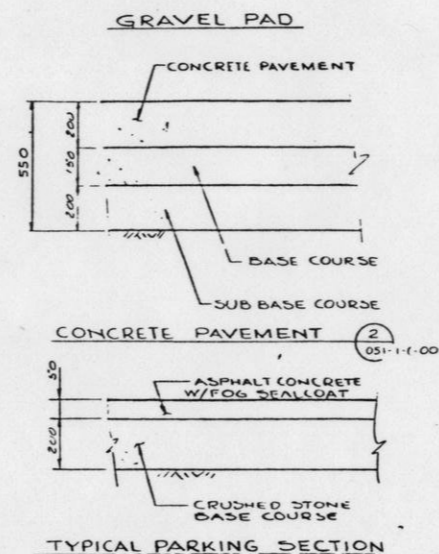 GRAVEL PAD
CONCRETE PAVEMENT
550
200
150
200
BASE COURSE
SUB BASE COURSE
CONCRETE PAVEMENT
2
051-1-C-00
50
ASPHALT CONCRETE
W/FOG SEALCOAT
200
CRUSHED STONE
BASE COURSE
TYPICAL PARKING SECTION